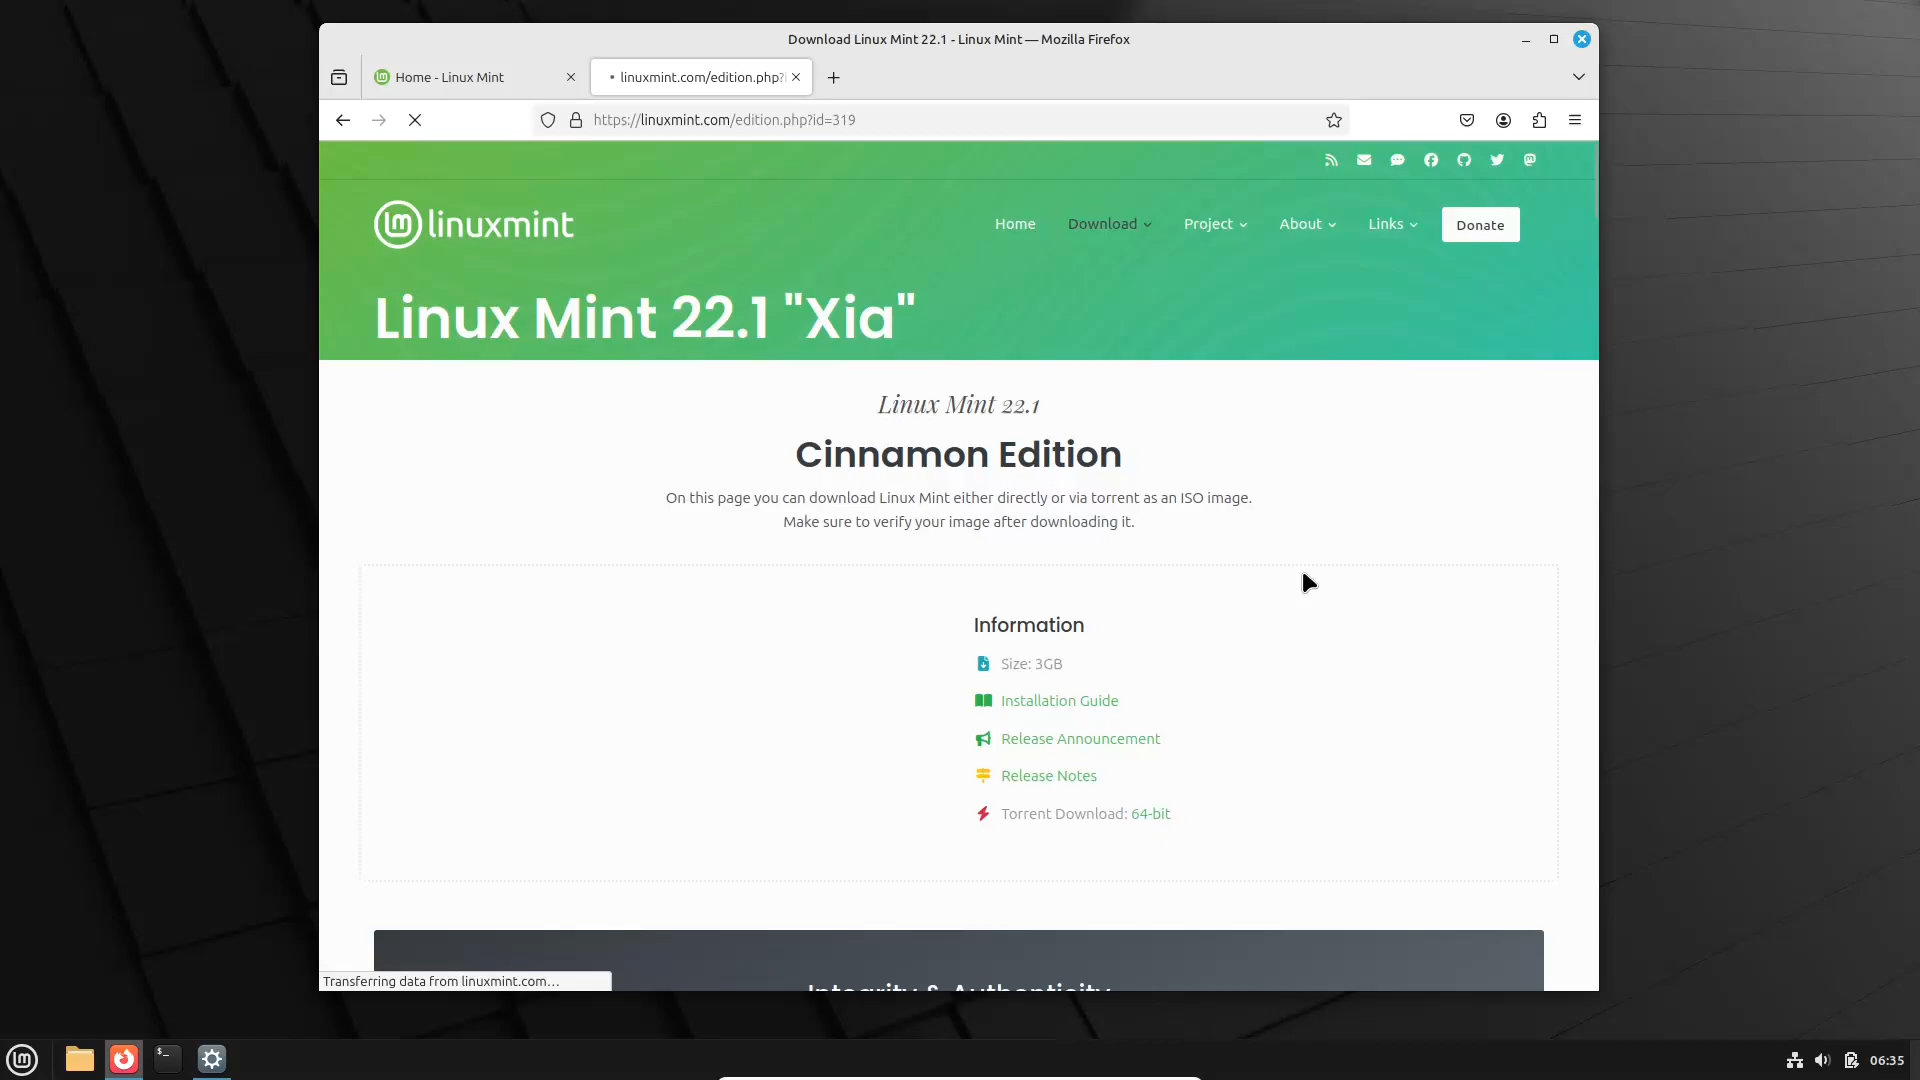 Download Linux Mint 22.1 - Linux Mint — Mozilla Firefox
Home - Linux Mint
linuxmint.com/edition.php?
https://linuxmint.com/edition.php?id=319
linuxmint
Home
Download
Project
About
Links
Donate
Linux Mint 22.1 "Xia"
Linux Mint 22.1
Cinnamon Edition
On this page you can download Linux Mint either directly or via torrent as an ISO image.
Make sure to verify your image after downloading it.
Information
Size: 3GB
Installation Guide
Release Announcement
Release Notes
Torrent Download: 64-bit
Integrity & Authenticity
Transferring data from linuxmint.com…
06:35